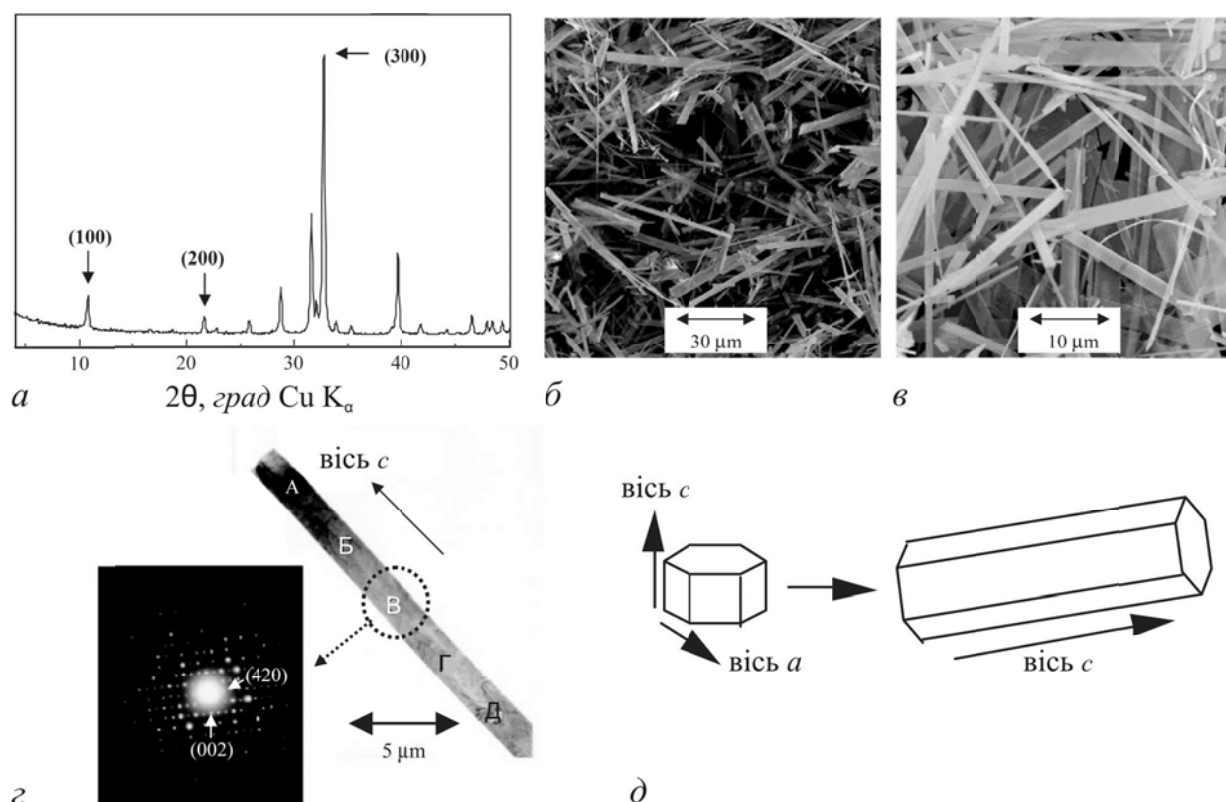 (300)
(100)
(200)
10 20 30 40 50
30 µm
10 µm
а
2θ, град Cu Kα
б
в
вісь c
А
Б
В
Г
Д
(420)
(002)
5 µm
г
вісь c
вісь a
вісь c
д